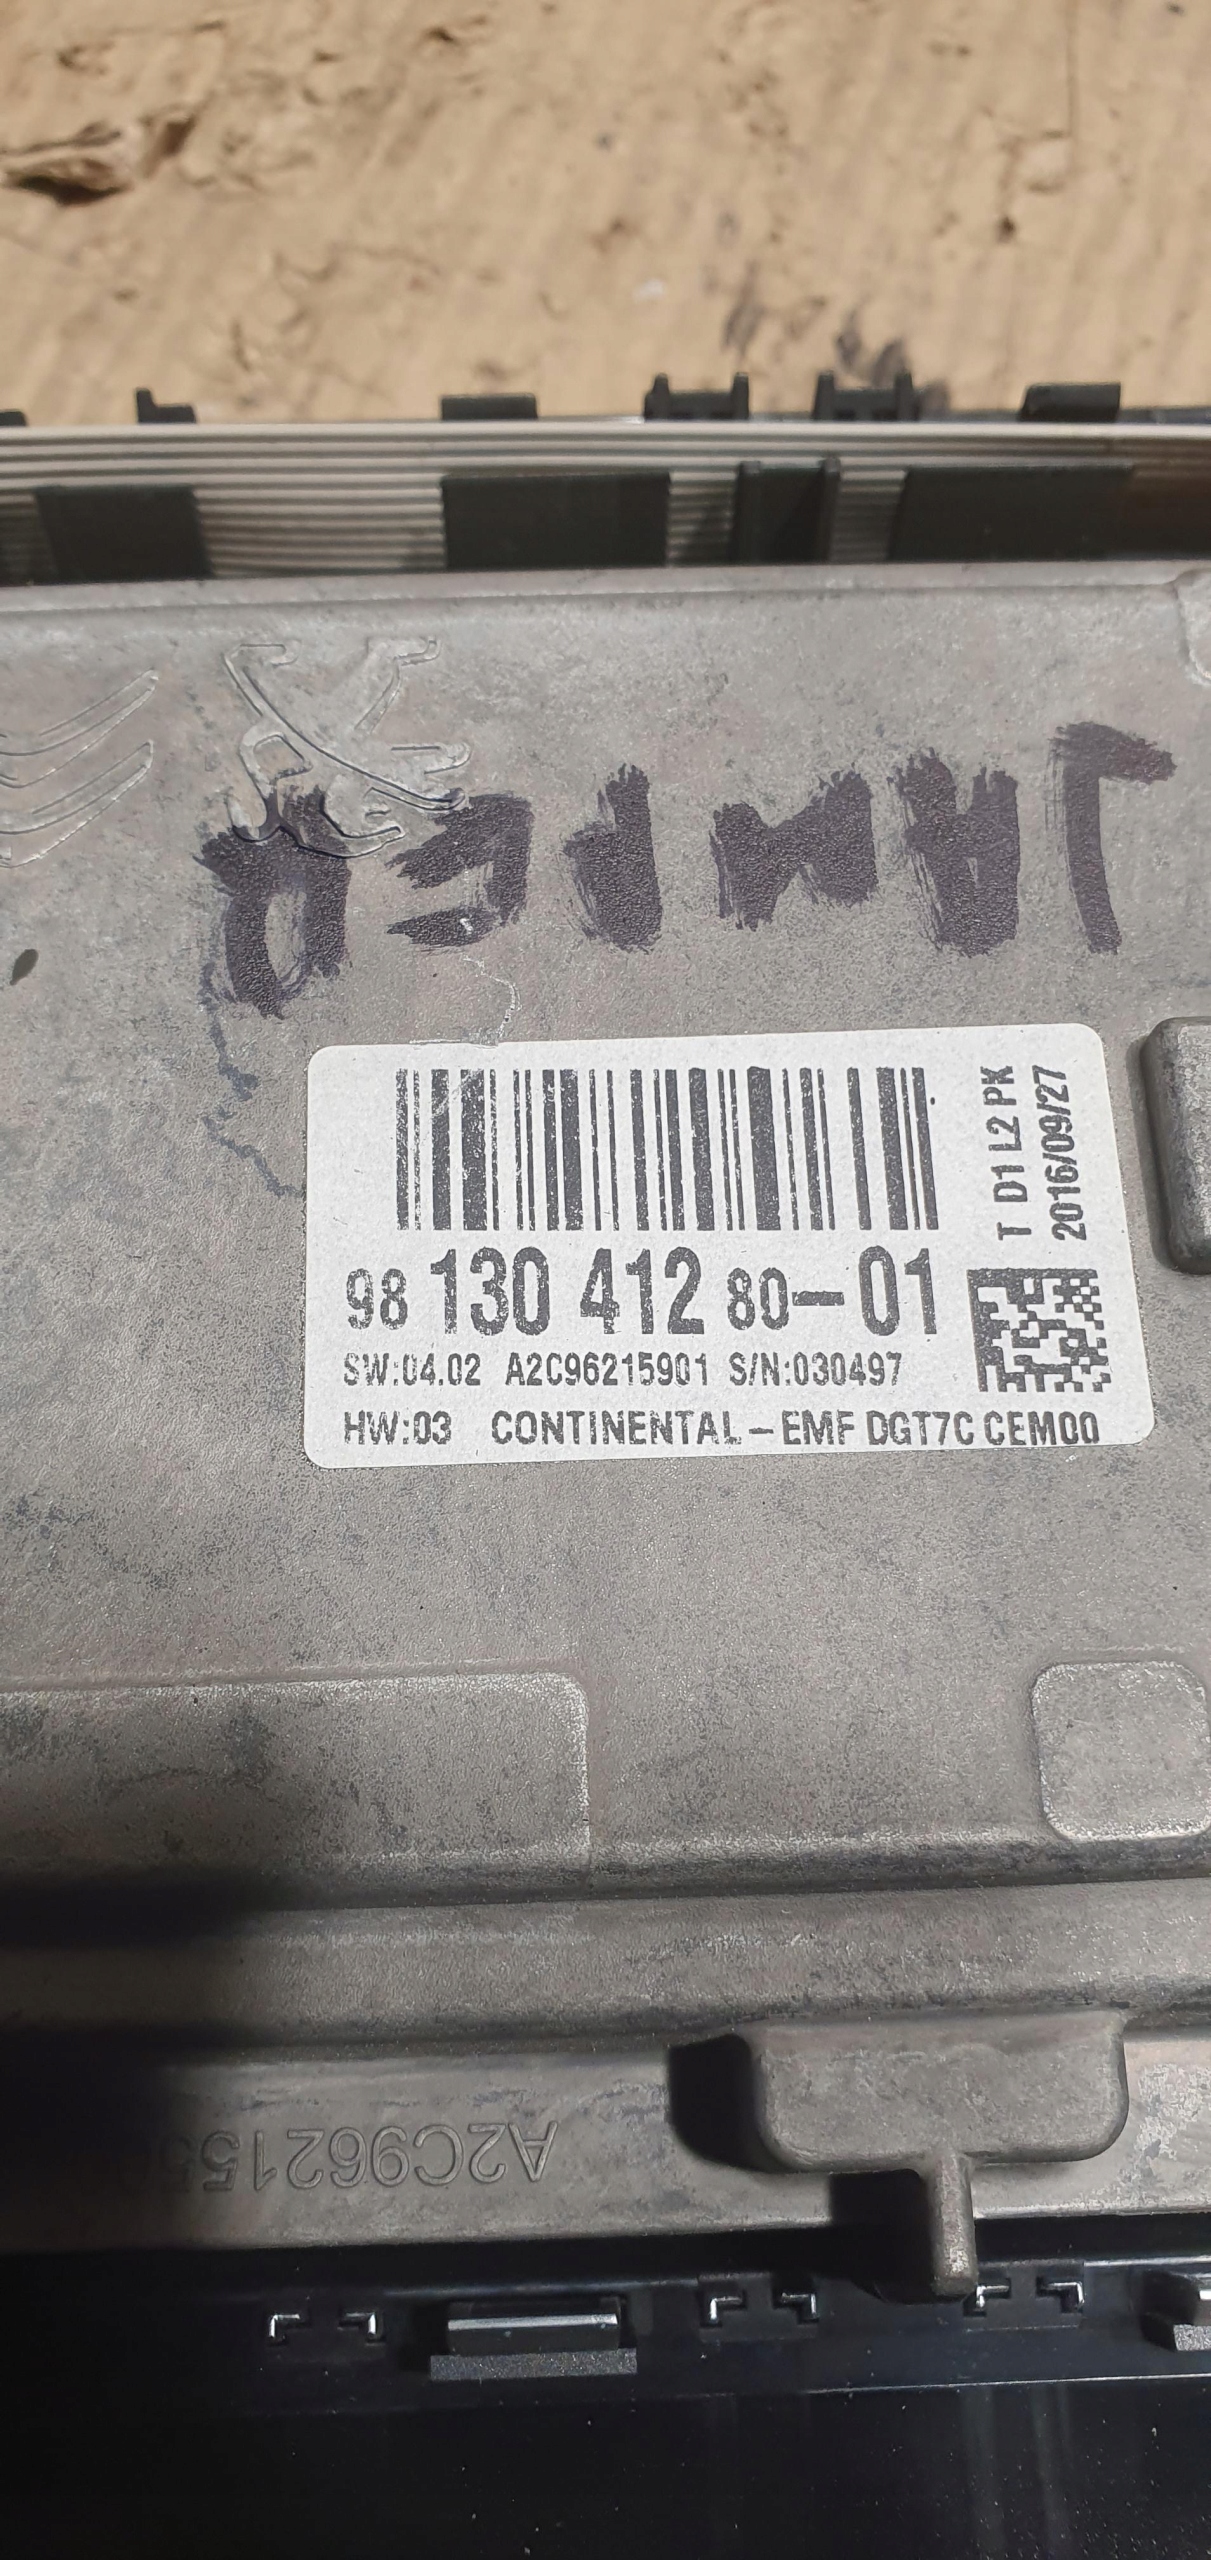 T D1 L2 PK
2016/09/27
98 130 412 80-01
SW:04.02 A2C96215901 S/N:030497
HW:03 CONTINENTAL-EMF DGT7C CEM00